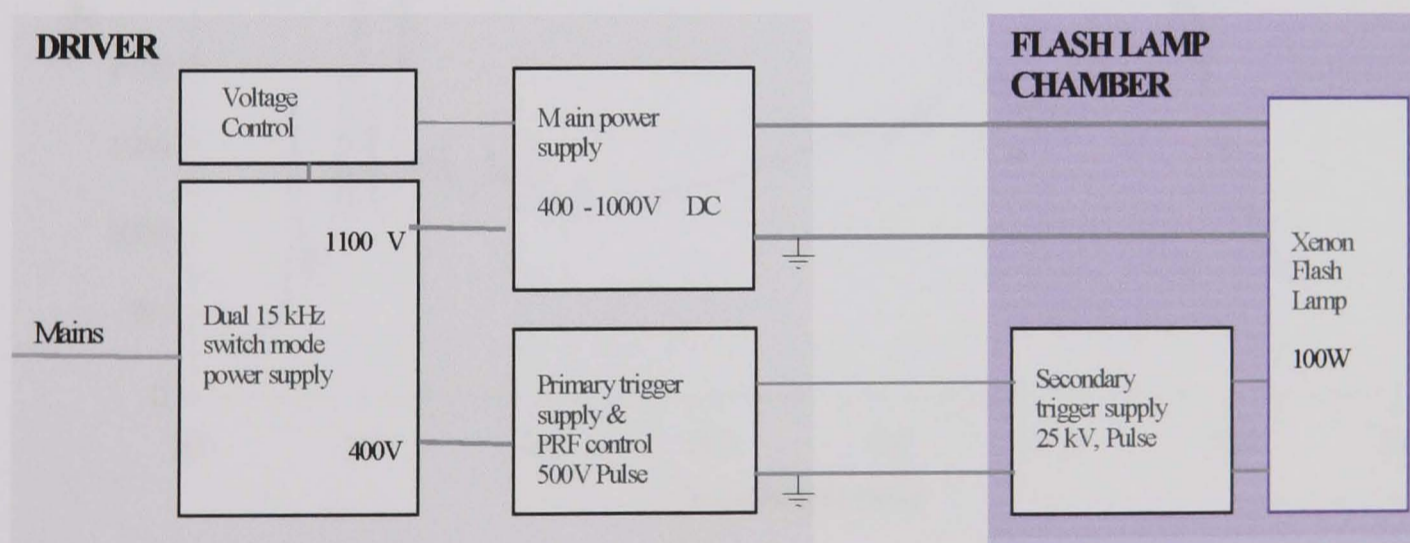 DRIVER
Voltage
Control
Main power
supply
400 - 1000V DC
Mains
1100 V
Dual 15 kHz
switch mode
power supply
400V
Primary trigger
supply &
PRF control
500V Pulse
FLASH LAMP
CHAMBER
Secondary
trigger supply
25 kV, Pulse
Xenon
Flash
Lamp
100W